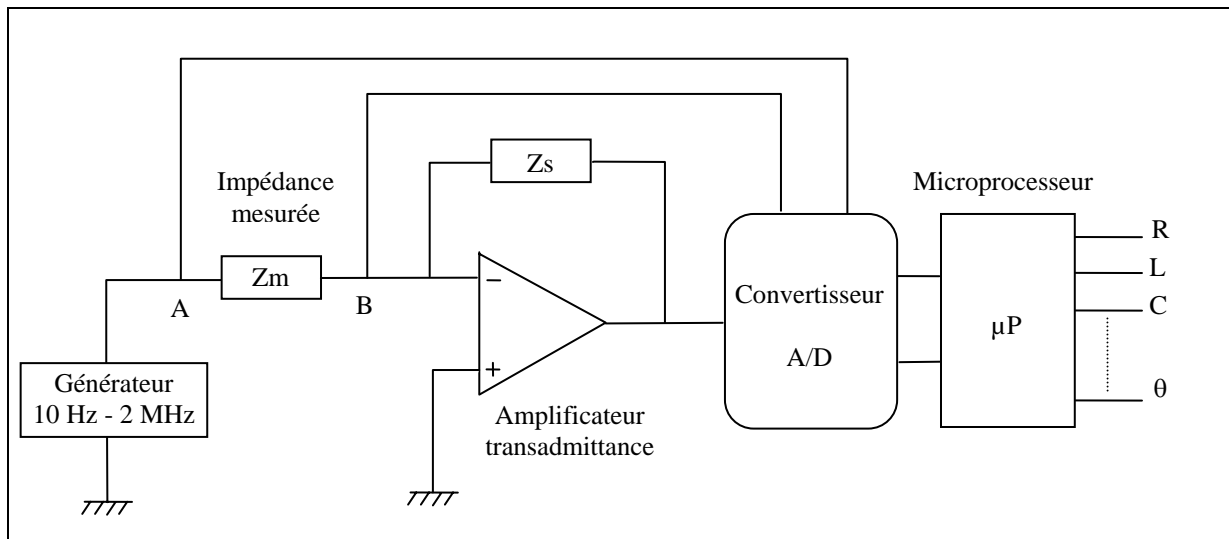 Impédance
mesurée
Zs
Microprocesseur
A
Zm
B
−
+
Générateur
10 Hz - 2 MHz
Amplificateur
transadmittance
Convertisseur
A/D
µP
R
L
C
θ